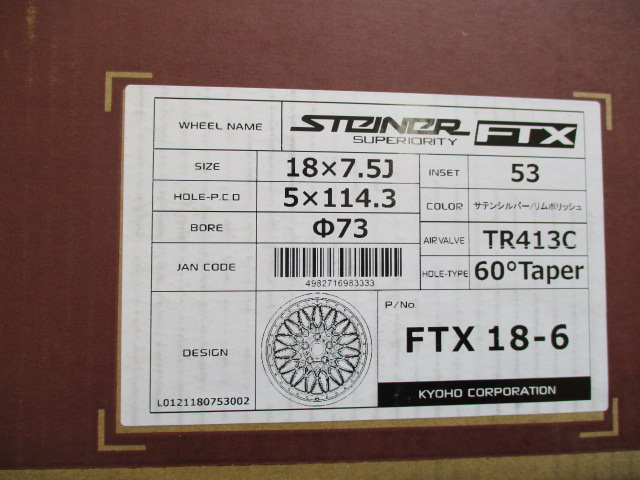 WHEEL NAME STEINER FTX
SUPERIORITY
SIZE 18×7.5J INSET 53
HOLE-P.C.D 5×114.3 COLOR サテンシルバー/リムポリッシュ
BORE Φ73 AIR VALVE TR413C
JAN CODE 4982716983333 HOLE-TYPE 60°Taper
DESIGN P/No.
FTX 18-6
L0121180753002 KYOHO CORPORATION